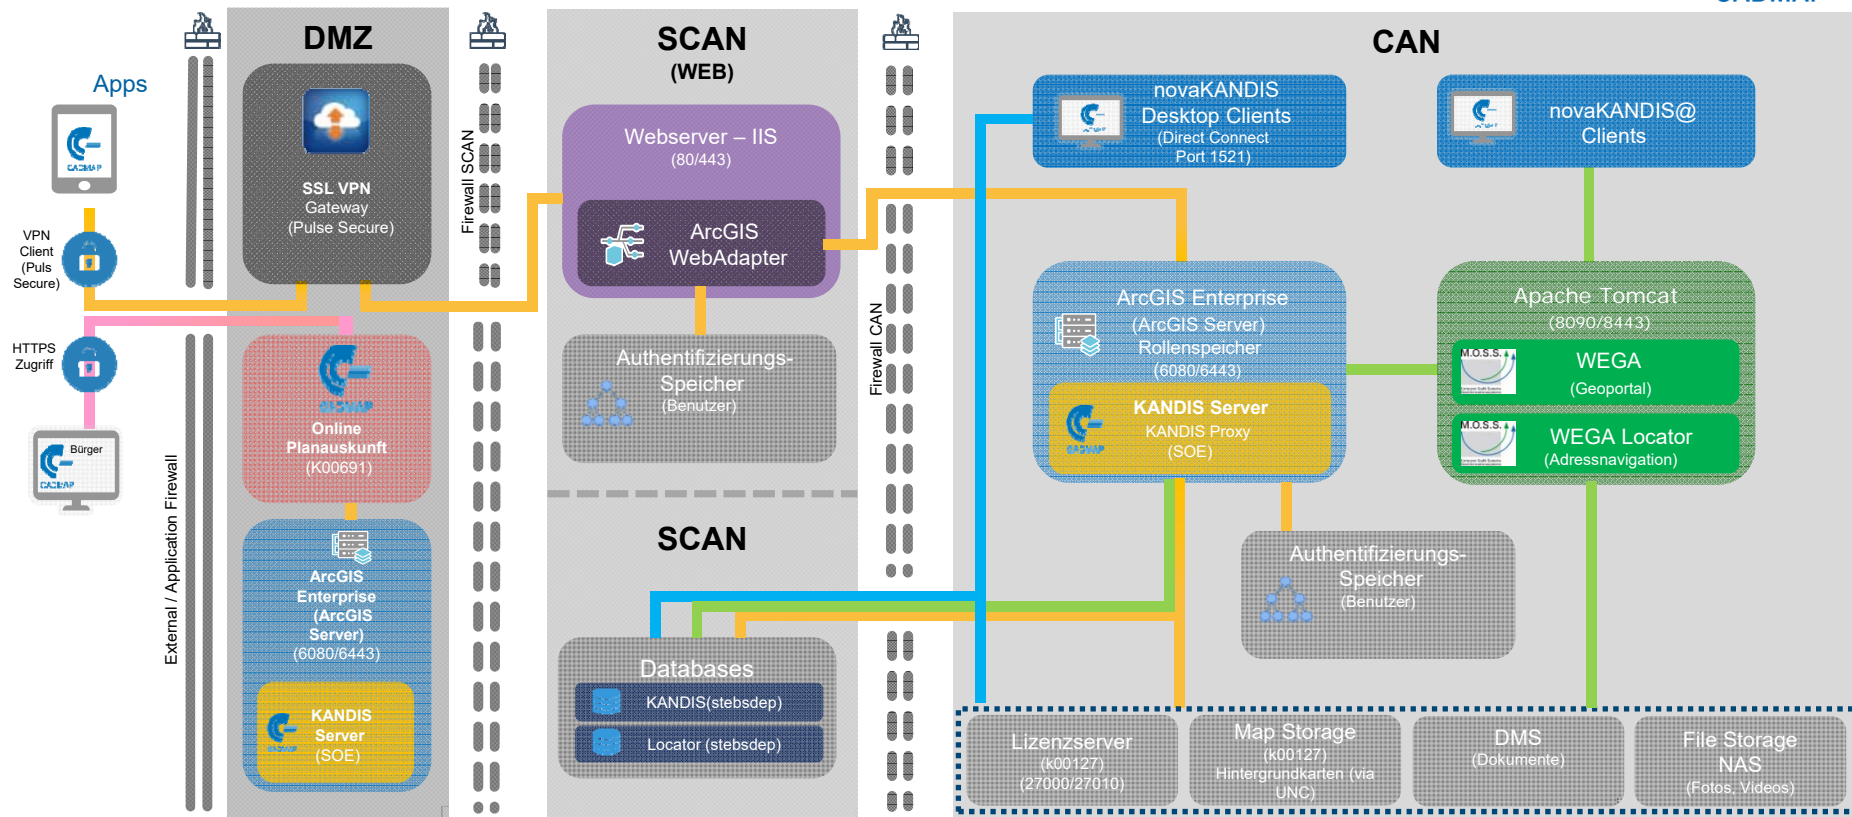 CADMAP
Apps
CADMAP
VPN
Client
(Puls
Secure)
HTTPS
Zugriff
Bürger
CADMAP
External / Application Firewall
DMZ
SSL VPN
Gateway
(Pulse Secure)
CADMAP
Online
Planauskunft
(K00691)
ArcGIS
Enterprise
(ArcGIS
Server)
(6080/6443)
KANDIS
Server
(SOE)
Firewall SCAN
SCAN
(WEB)
Webserver – IIS
(80/443)
ArcGIS
WebAdapter
Authentifizierungs-
Speicher
(Benutzer)
SCAN
Databases
KANDIS(stebsdep)
Locator (stebsdep)
Firewall CAN
CAN
novaKANDIS
Desktop Clients
(Direct Connect
Port 1521)
novaKANDIS@
Clients
ArcGIS Enterprise
(ArcGIS Server)
Rollenspeicher
(6080/6443)
KANDIS Server
KANDIS Proxy
(SOE)
CADMAP
Apache Tomcat
(8090/8443)
M.O.S.S.
WEGA
(Geoportal)
M.O.S.S.
WEGA Locator
(Adressnavigation)
Authentifizierungs-
Speicher
(Benutzer)
Lizenzserver
(k00127)
(27000/27010)
Map Storage
(k00127)
Hintergrundkarten (via
UNC)
DMS
(Dokumente)
File Storage
NAS
(Fotos, Videos)